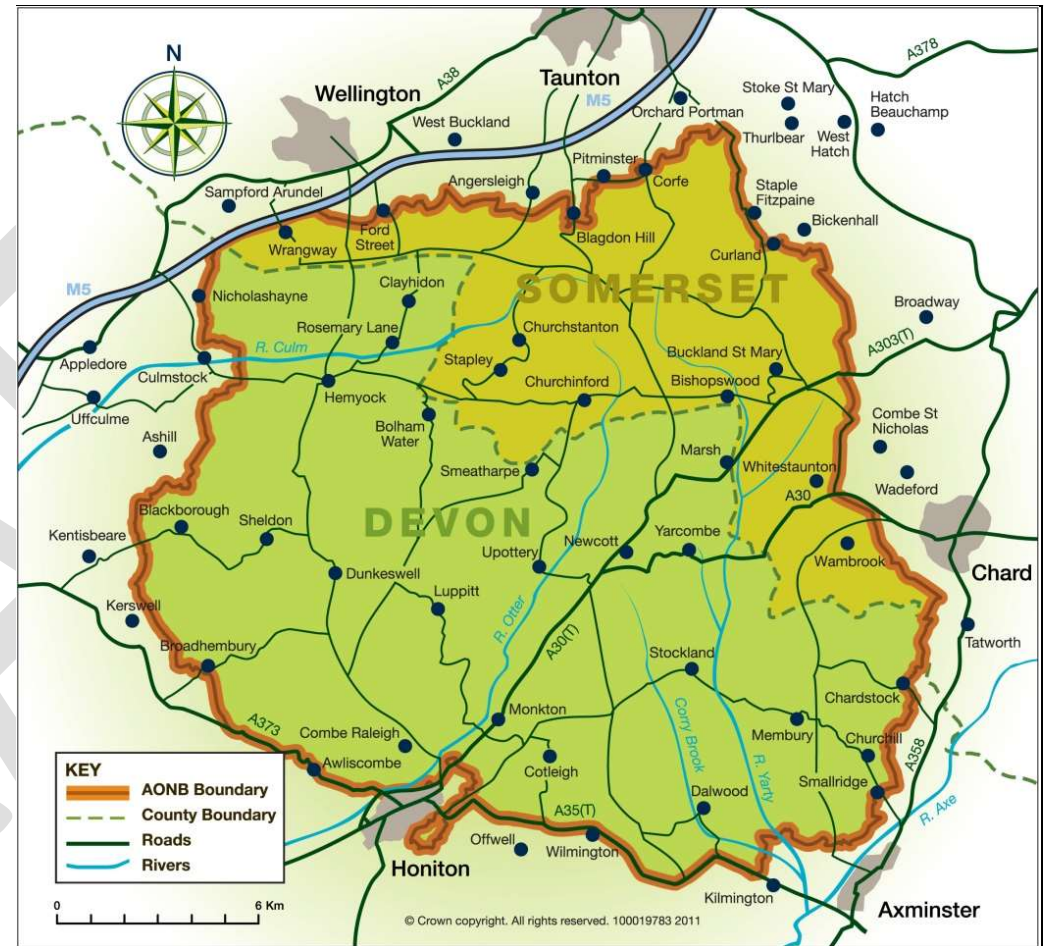 N
A378
A38
Taunton
M5
Wellington
Stoke St Mary
Hatch
Beauchamp
Orchard Portman
Thurlbear
West
Hatch
West Buckland
Pitminster
Angersleigh
Corfe
Staple
Fitzpaine
Sampford Arundel
Bickenhall
Ford
Street
Blagdon Hill
Wrangway
Curland
Clayhidon
SOMERSET
M5
Nicholashayne
Broadway
Rosemary Lane
Churchstanton
A303(T)
R. Culm
Stapley
Buckland St Mary
Appledore
Culmstock
Churchinford
Bishopswood
Hemyock
Uffculme
Combe St
Nicholas
Bolham
Water
Ashill
Marsh
Smeatharpe
Whitestaunton
Wadeford
A30
Blackborough
Sheldon
DEVON
Kentisbeare
Upottery
Newcott
Yarcombe
Wambrook
Chard
Dunkeswell
Luppitt
Kerswell
R. Otter
A30(T)
Tatworth
Broadhembury
Stockland
Chardstock
Corry Brook
R. Yarty
A373
Monkton
Membury
Combe Raleigh
Churchill
A358
Awliscombe
Cotleigh
Smallridge
Dalwood
R. Axe
A35(T)
Offwell
Wilmington
Honiton
Kilmington
Axminster
KEY
AONB Boundary
County Boundary
Roads
Rivers
0 6 Km
© Crown copyright. All rights reserved. 100019783 2011